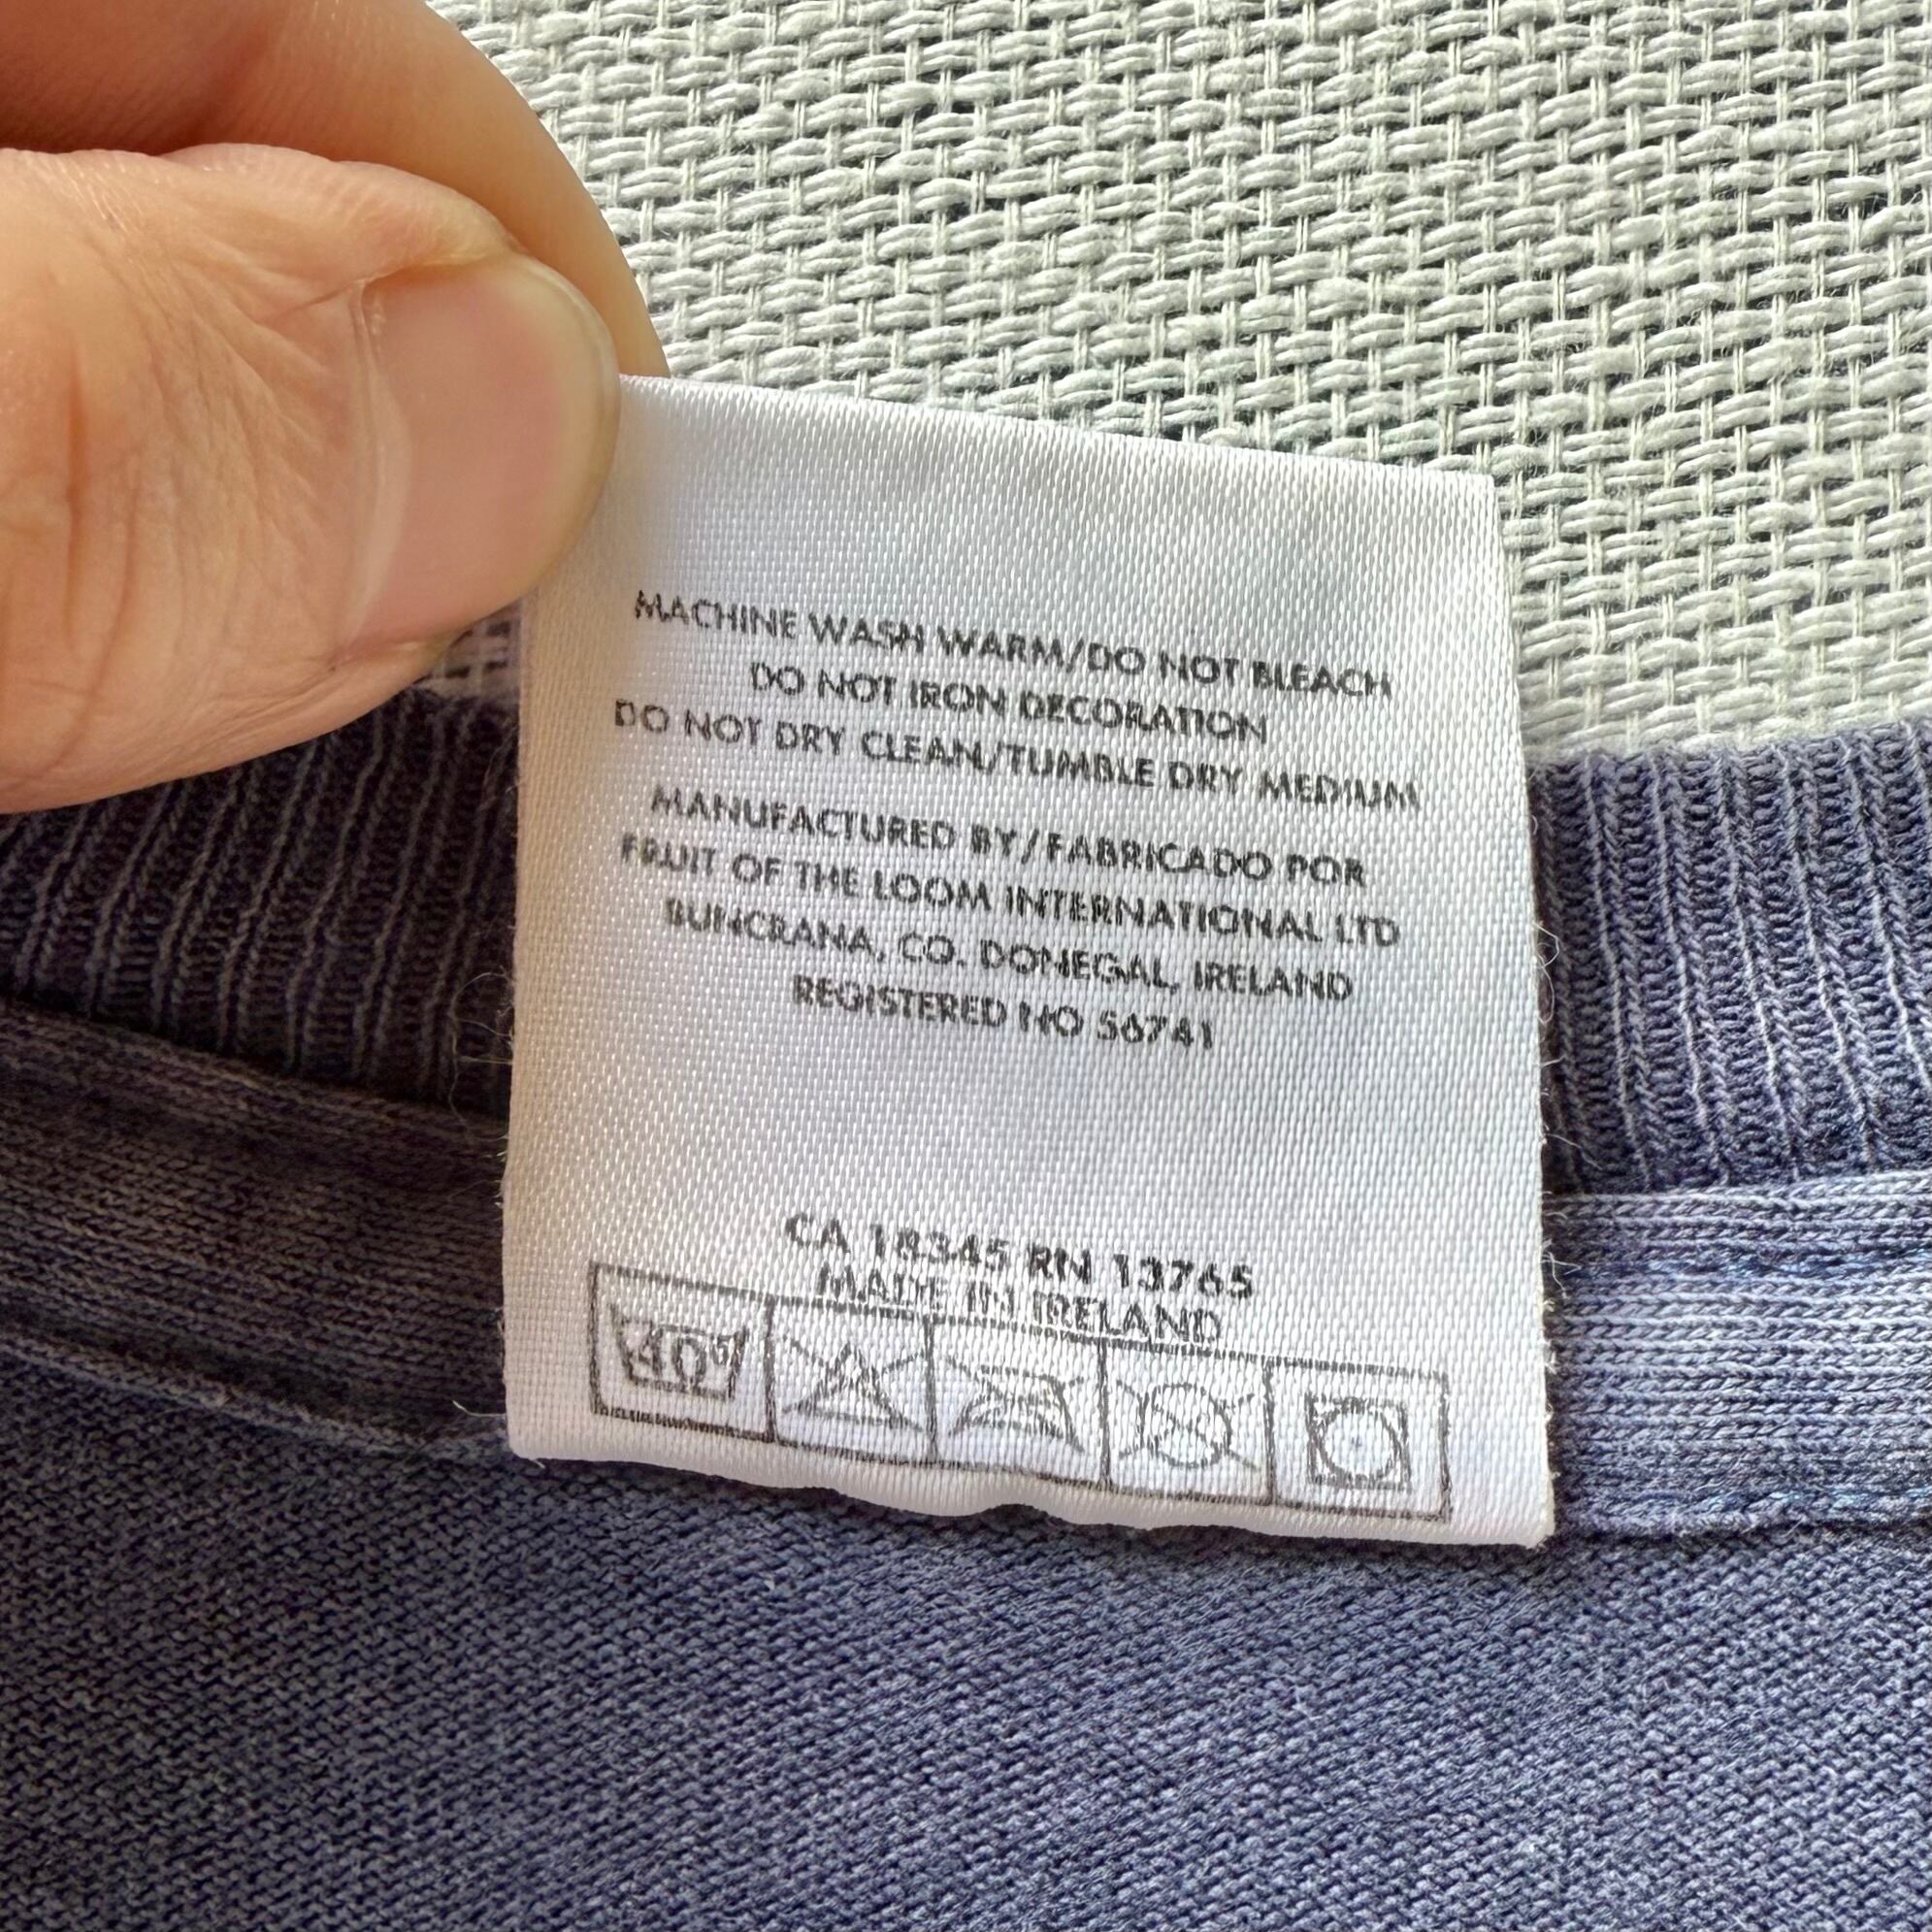 MACHINE WASH WARM/DO NOT BLEACH
DO NOT IRON DECORATION
DO NOT DRY CLEAN/TUMBLE DRY MEDIUM
MANUFACTURED BY/FABRICADO POR
FRUIT OF THE LOOM INTERNATIONAL LTD
BUNCRANA, CO. DONEGAL, IRELAND
REGISTERED NO 56741
CA 18345 RN 13765
MADE IN IRELAND
40°